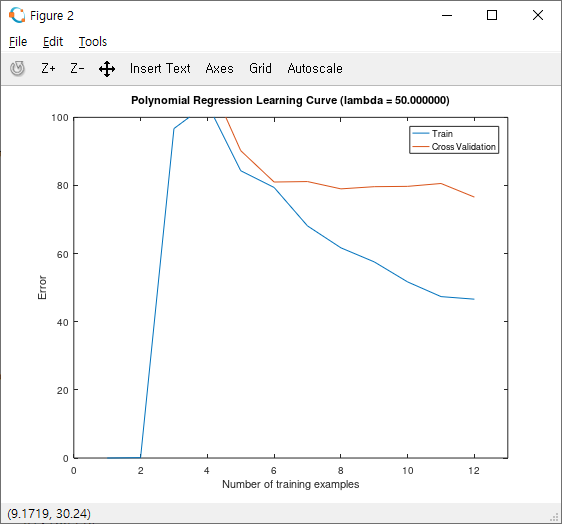 Figure 2
File Edit Tools
Z+ Z- Insert Text Axes Grid Autoscale
Polynomial Regression Learning Curve (lambda = 50.000000)
Train
Cross Validation
100
80
60
40
20
0
Error
0 2 4 6 8 10 12
Number of training examples
(9.1719, 30.24)